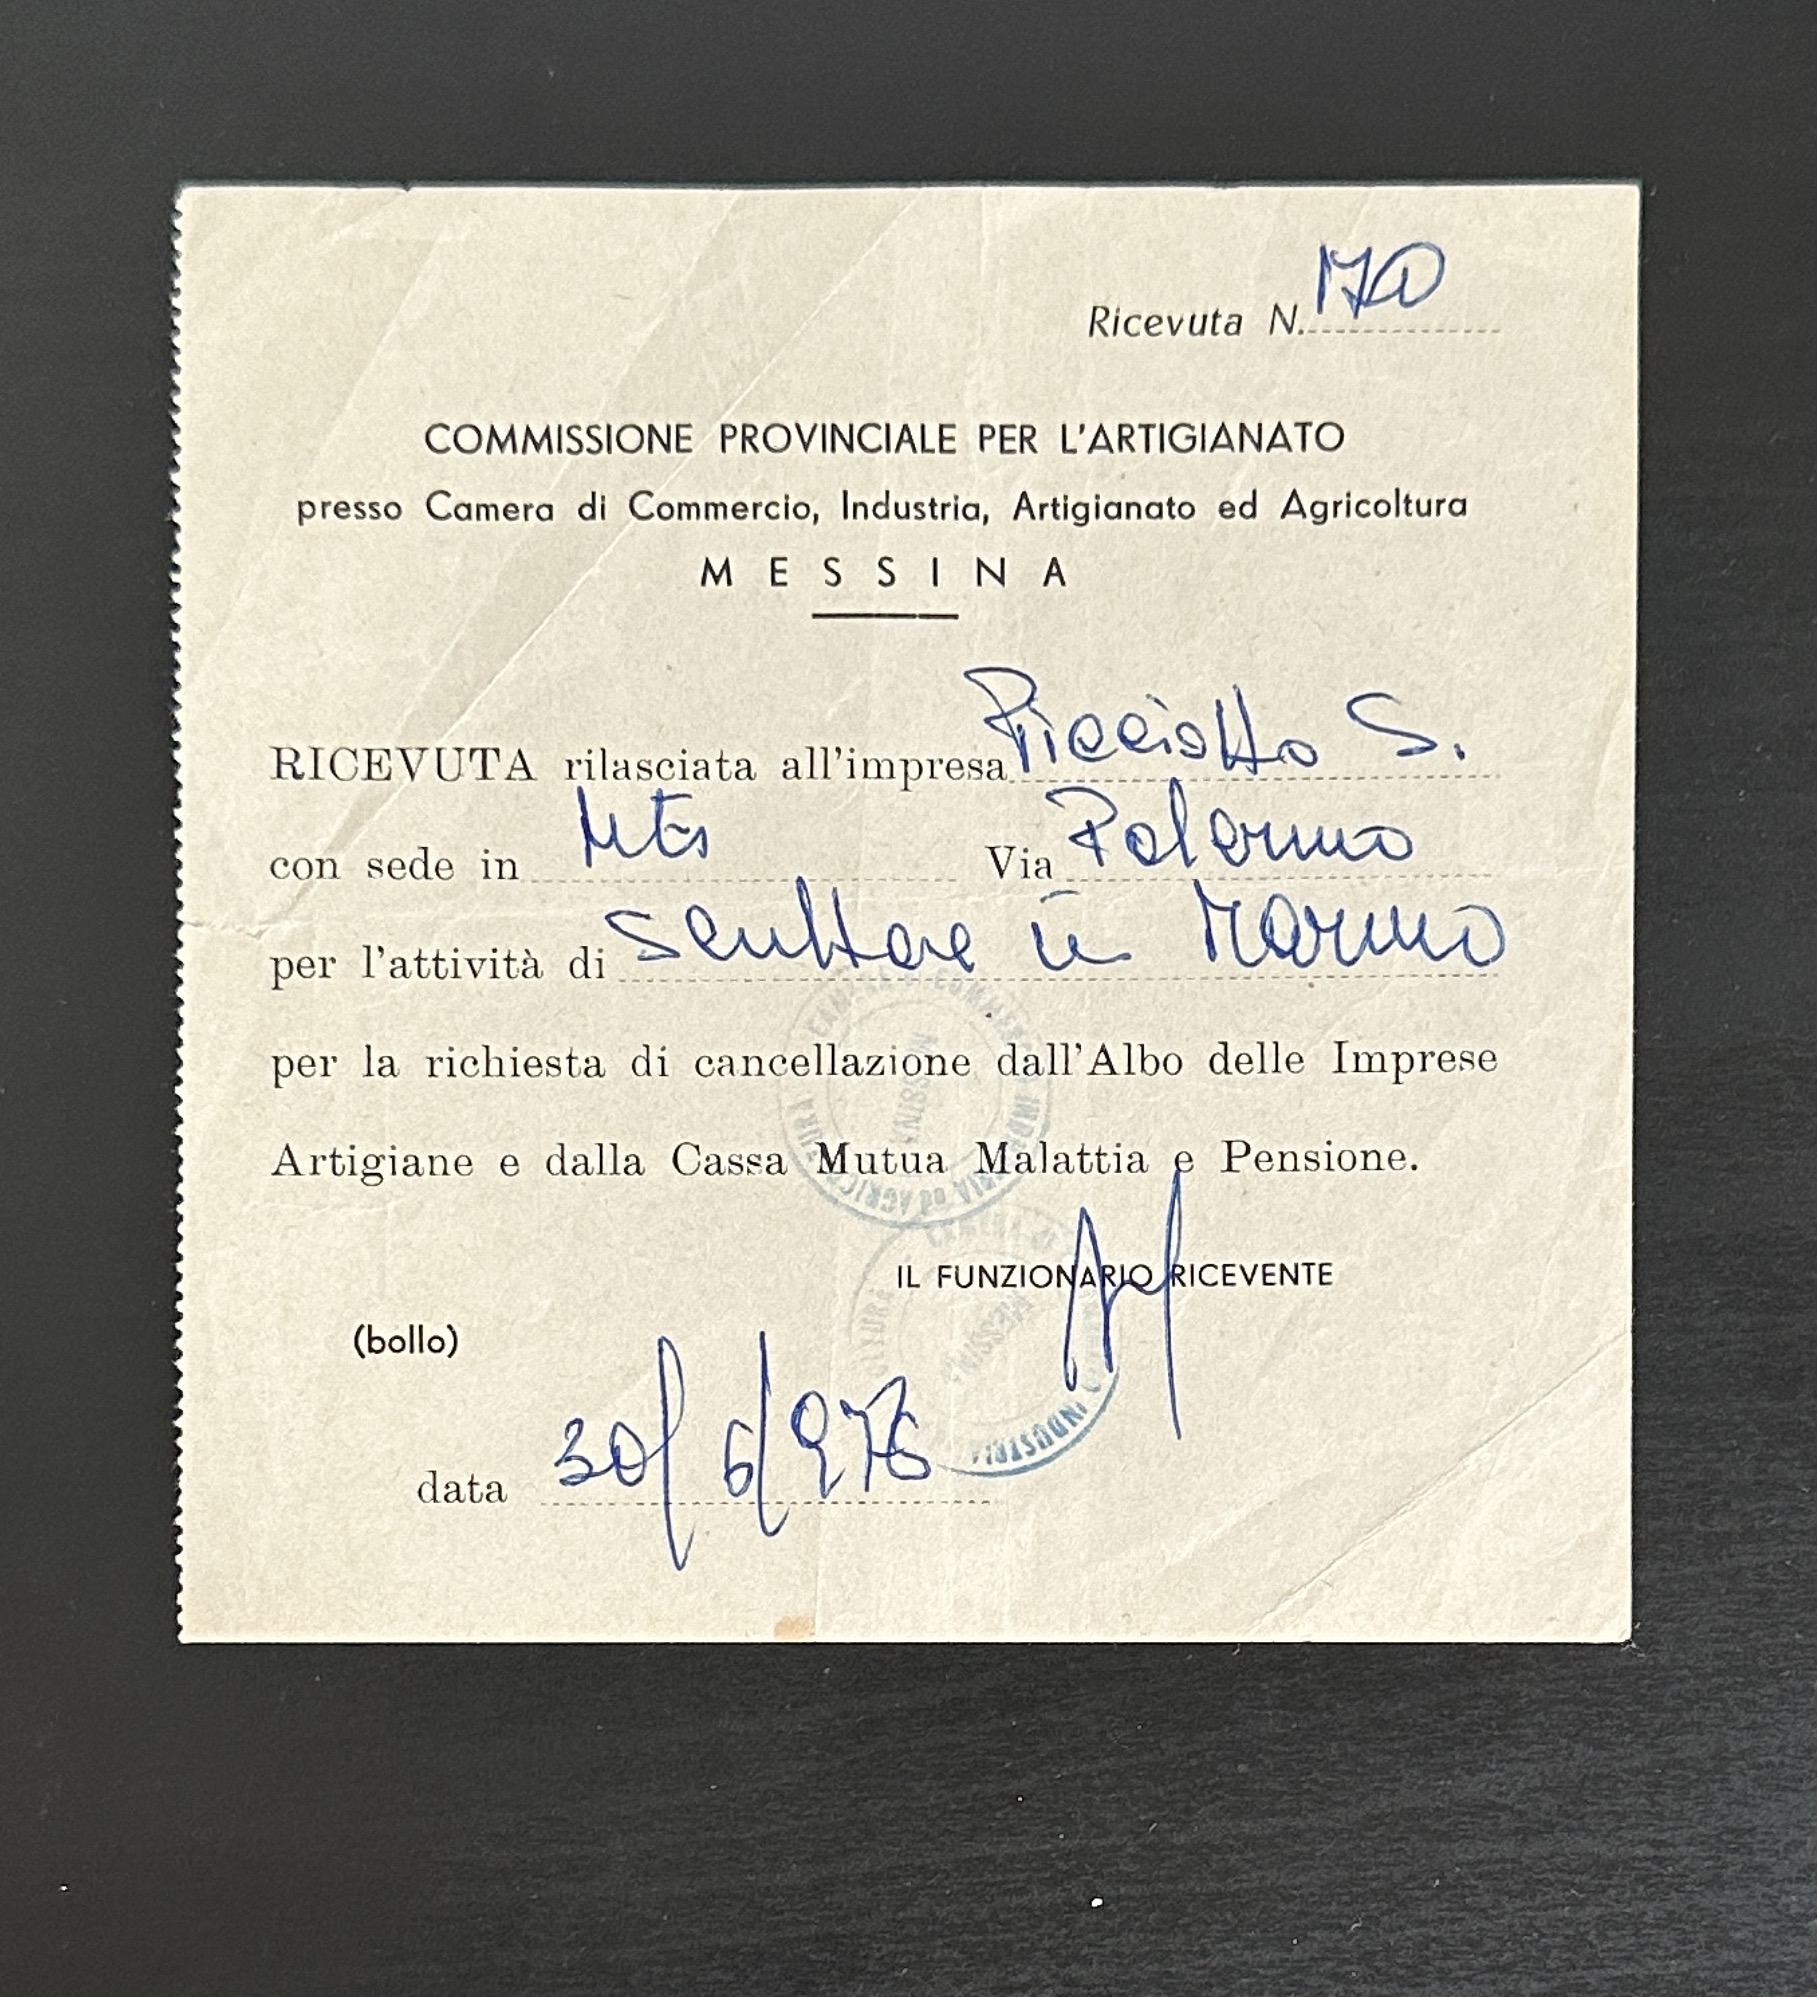 Ricevuta N. 170
COMMISSIONE PROVINCIALE PER L'ARTIGIANATO
presso Camera di Commercio, Industria, Artigianato ed Agricoltura
MESSINA
RICEVUTA rilasciata all'impresa Picciotto S.
con sede in Via Palermo
per l'attività di Scultore in Marmo
per la richiesta di cancellazione dall'Albo delle Imprese
Artigiane e dalla Cassa Mutua Malattia e Pensione.
IL FUNZIONARIO RICEVENTE
(bollo)
data 30/6/976
MESSINA
INDUSTRIA